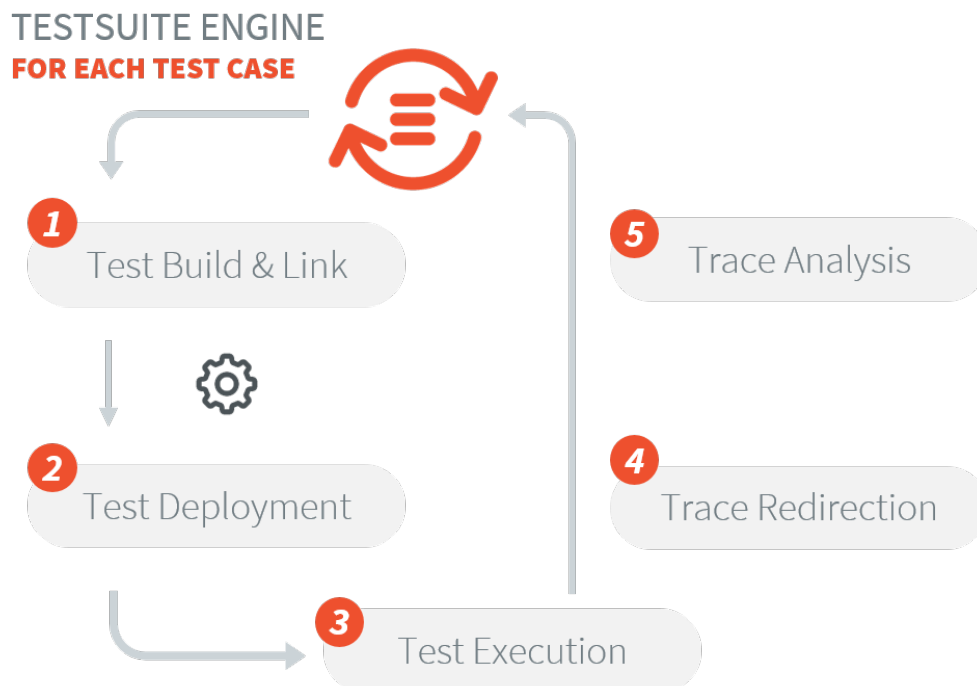 TESTSUITE ENGINE
FOR EACH TEST CASE
1
Test Build & Link
2
Test Deployment
3
Test Execution
4
Trace Redirection
5
Trace Analysis